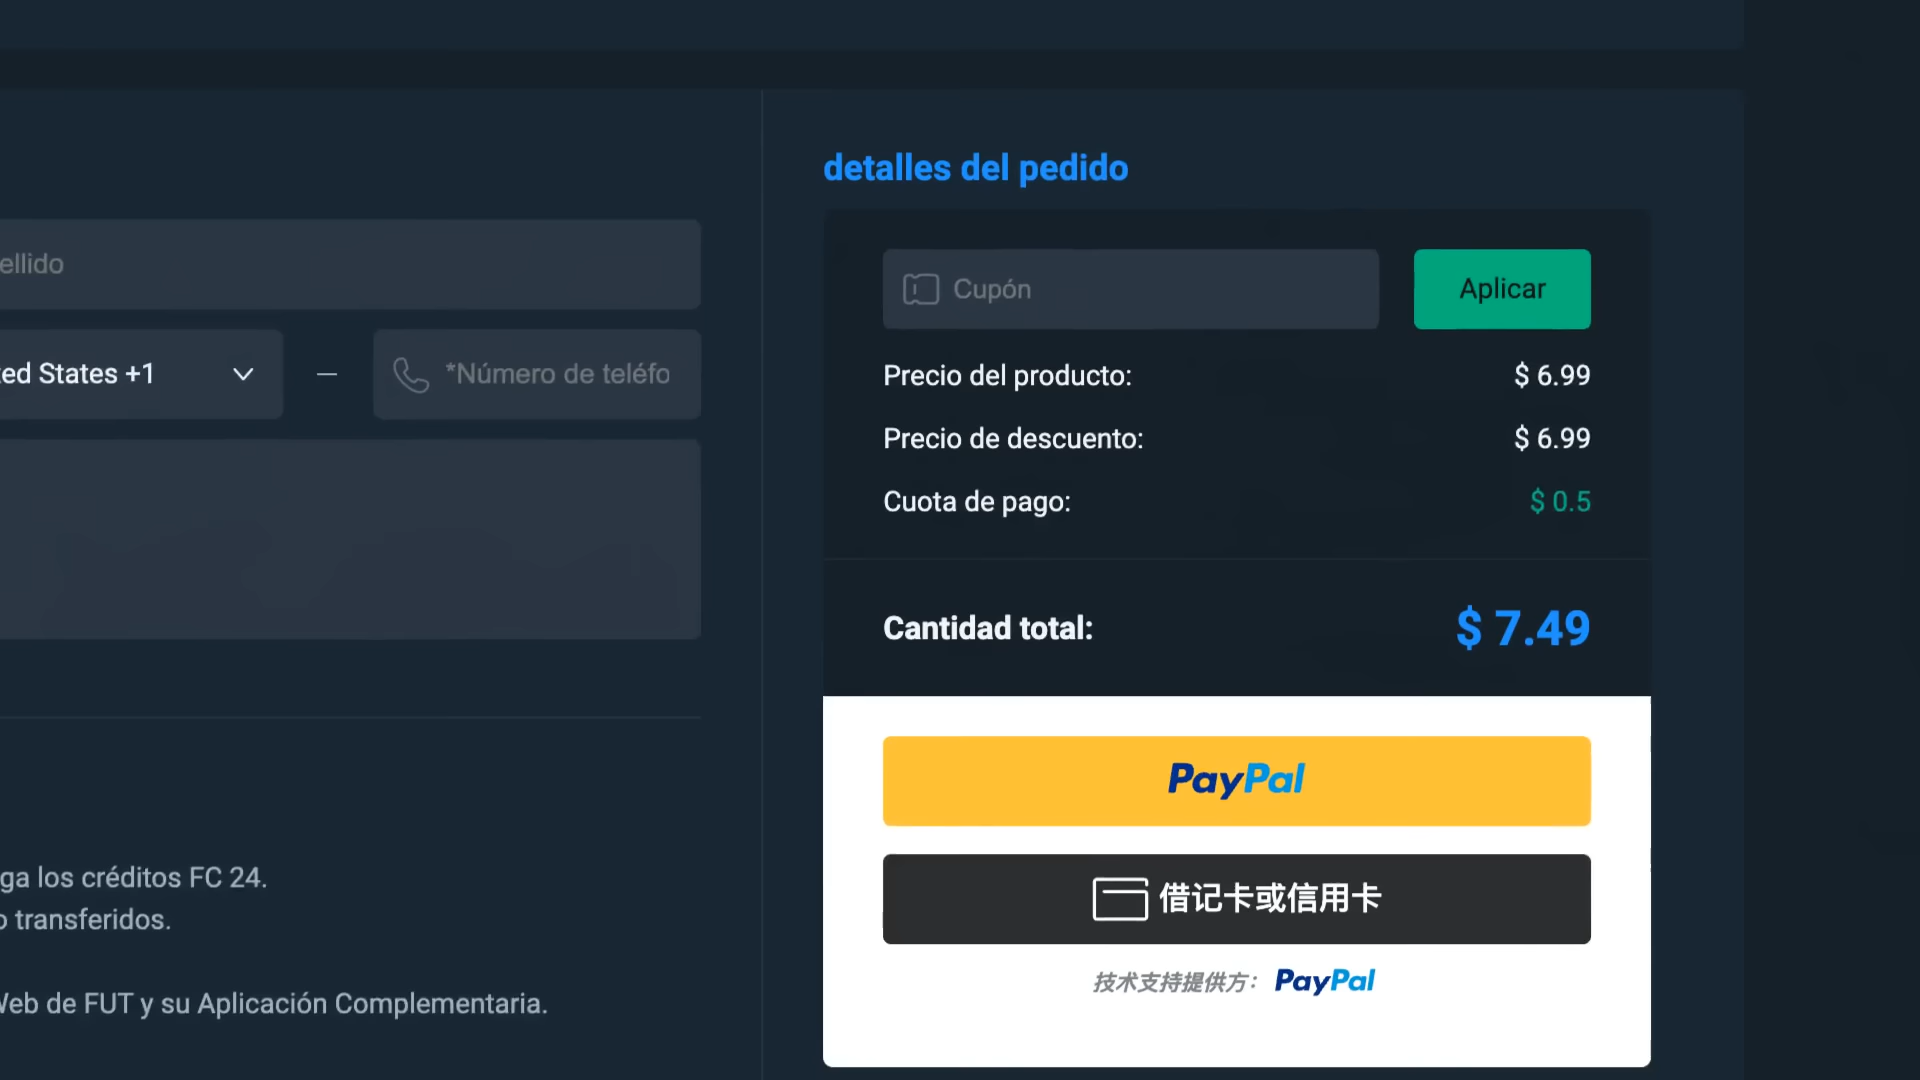 ellido
ed States +1
—
*Número de teléfo
ga los créditos FC 24.
o transferidos.
Web de FUT y su Aplicación Complementaria.
detalles del pedido
Cupón
Aplicar
Precio del producto:
$ 6.99
Precio de descuento:
$ 6.99
Cuota de pago:
$ 0.5
Cantidad total:
$ 7.49
PayPal
借记卡或信用卡
技术支持提供方：
PayPal